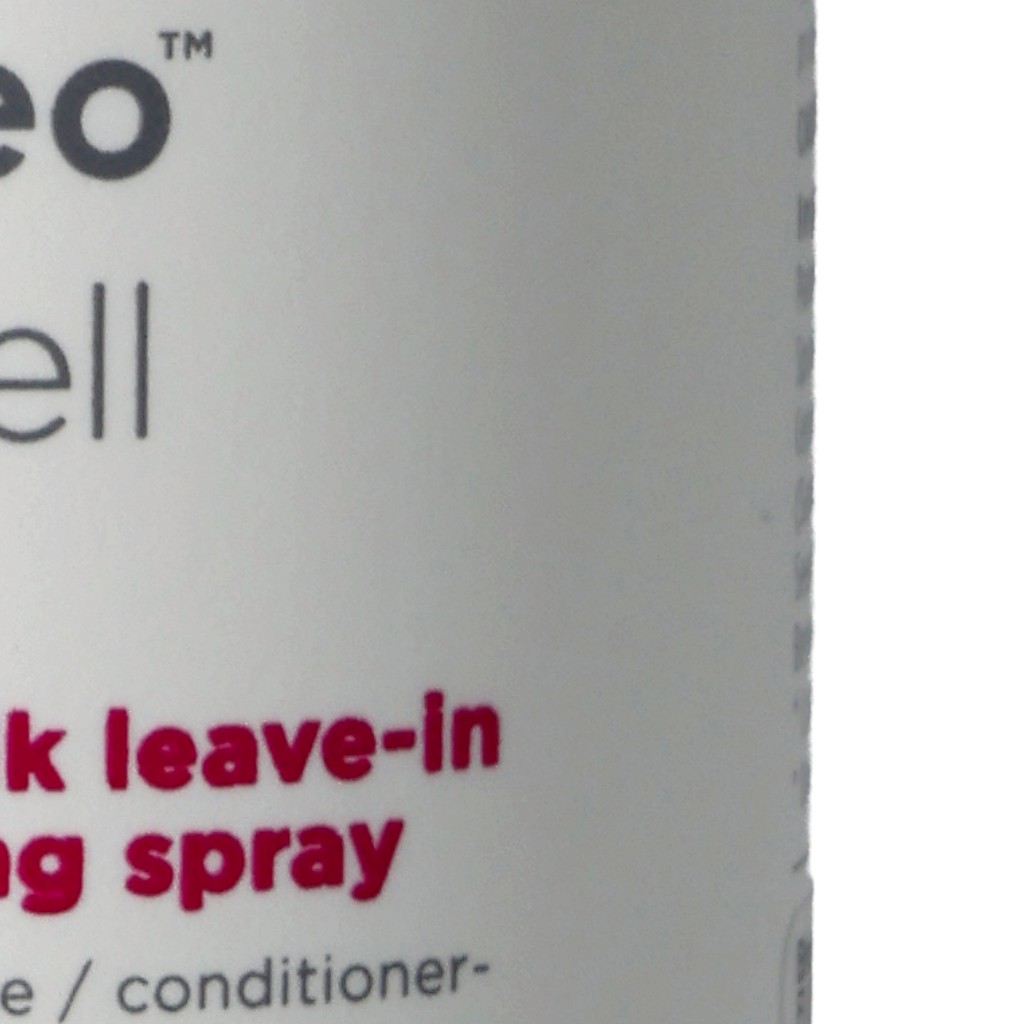 eo™
ell
k leave-in
ng spray
e / conditioner-